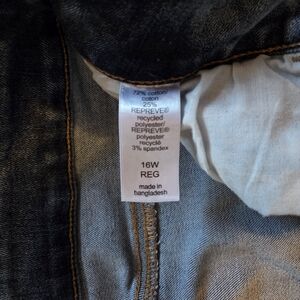 72% cotton/
coton
25%
REPREVE®
recycled
polyester/
REPREVE®
polyester
recyclé
3% spandex
16W
REG
made in
bangladesh